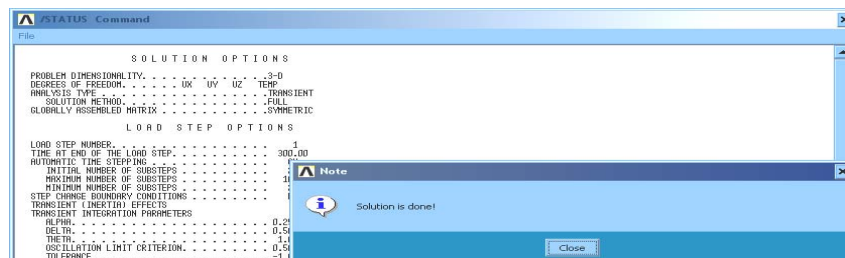 /STATUS Command
File
SOLUTION OPTIONS
PROBLEM DIMENSIONALITY. . . . . . . . . . . . .3-D
DEGREES OF FREEDOM. . . . . . UX UY UZ TEMP
ANALYSIS TYPE . . . . . . . . . . . . . . . . .TRANSIENT
SOLUTION METHOD. . . . . . . . . . . . . . .FULL
GLOBALLY ASSEMBLED MATRIX . . . . . . . . . . .SYMMETRIC
LOAD STEP OPTIONS
LOAD STEP NUMBER. . . . . . . . . . . . . . . . 1
TIME AT END OF THE LOAD STEP. . . . . . . . . . 300.00
AUTOMATIC TIME STEPPING . . . . . . . . . . . .
INITIAL NUMBER OF SUBSTEPS . . . . . . . . .
MAXIMUM NUMBER OF SUBSTEPS . . . . . . . . .
MINIMUM NUMBER OF SUBSTEPS . . . . . . . . .
STEP CHANGE BOUNDARY CONDITIONS . . . . . . . .
TRANSIENT (INERTIA) EFFECTS
TRANSIENT INTEGRATION PARAMETERS
ALPHA. . . . . . . . . . . . . . . . . . . .
DELTA. . . . . . . . . . . . . . . . . . . .
THETA. . . . . . . . . . . . . . . . . . . .
OSCILLATION LIMIT CRITERION. . . . . . . . .
TOLERANCE
Note
Solution is done!
Close